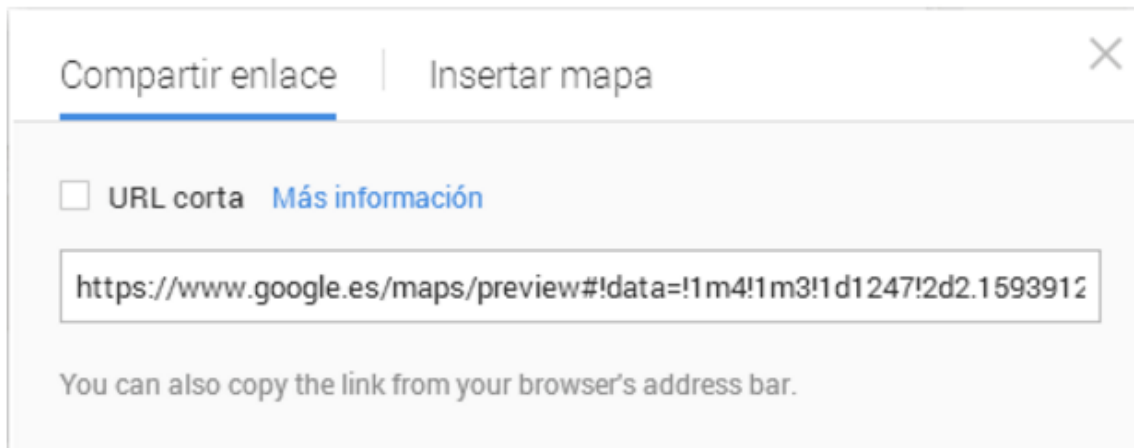 Compartir enlace Insertar mapa
URL corta Más información
https://www.google.es/maps/preview#!data=!1m4!1m3!1d1247!2d2.1593912
You can also copy the link from your browser's address bar.